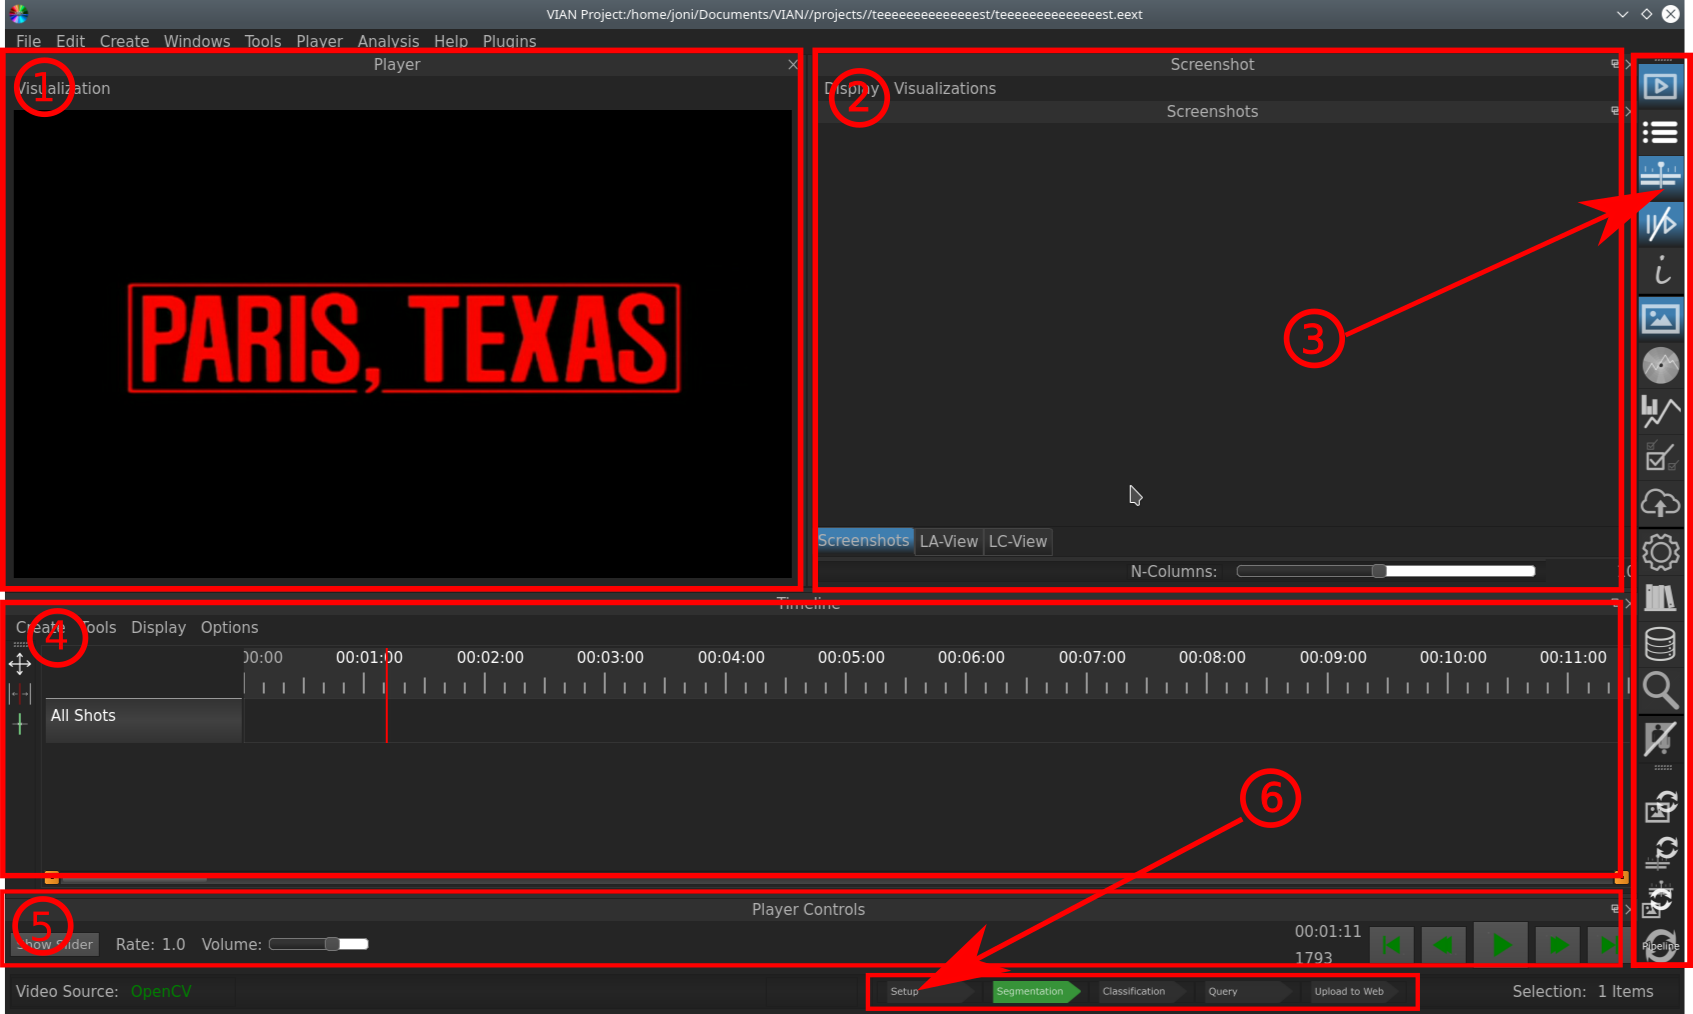 VIAN Project:/home/joni/Documents/VIAN//projects//teeeeeeeeeeeeest/teeeeeeeeeeeeest.eext
File Edit Create Windows Tools Player Analysis Help Plugins
Player
Screenshot
1
Visualization
2
Display Visualizations
Screenshots
PARIS, TEXAS
3
Screenshots LA-View LC-View
N-Columns:
Timeline
4
Create Tools Display Options
00:00 00:01:00 00:02:00 00:03:00 00:04:00 00:05:00 00:06:00 00:07:00 00:08:00 00:09:00 00:10:00 00:11:00
All Shots
6
Player Controls
5
Show Slider Rate: 1.0 Volume:
00:01:11
1793
Pipeline
Video Source: OpenCV
Setup Segmentation Classification Query Upload to Web
Selection: 1 Items